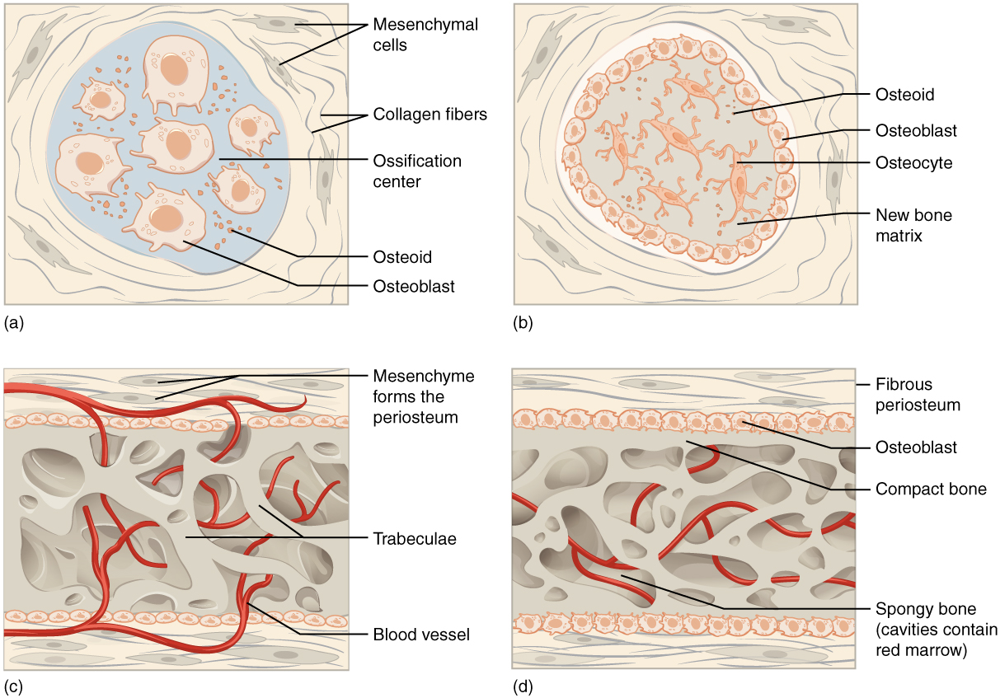 Mesenchymal
cells
Collagen fibers
Ossification
center
Osteoid
Osteoblast
(a)
Osteoid
Osteoblast
Osteocyte
New bone
matrix
(b)
Mesenchyme
forms the
periosteum
Trabeculae
Blood vessel
(c)
Fibrous
periosteum
Osteoblast
Compact bone
Spongy bone
(cavities contain
red marrow)
(d)